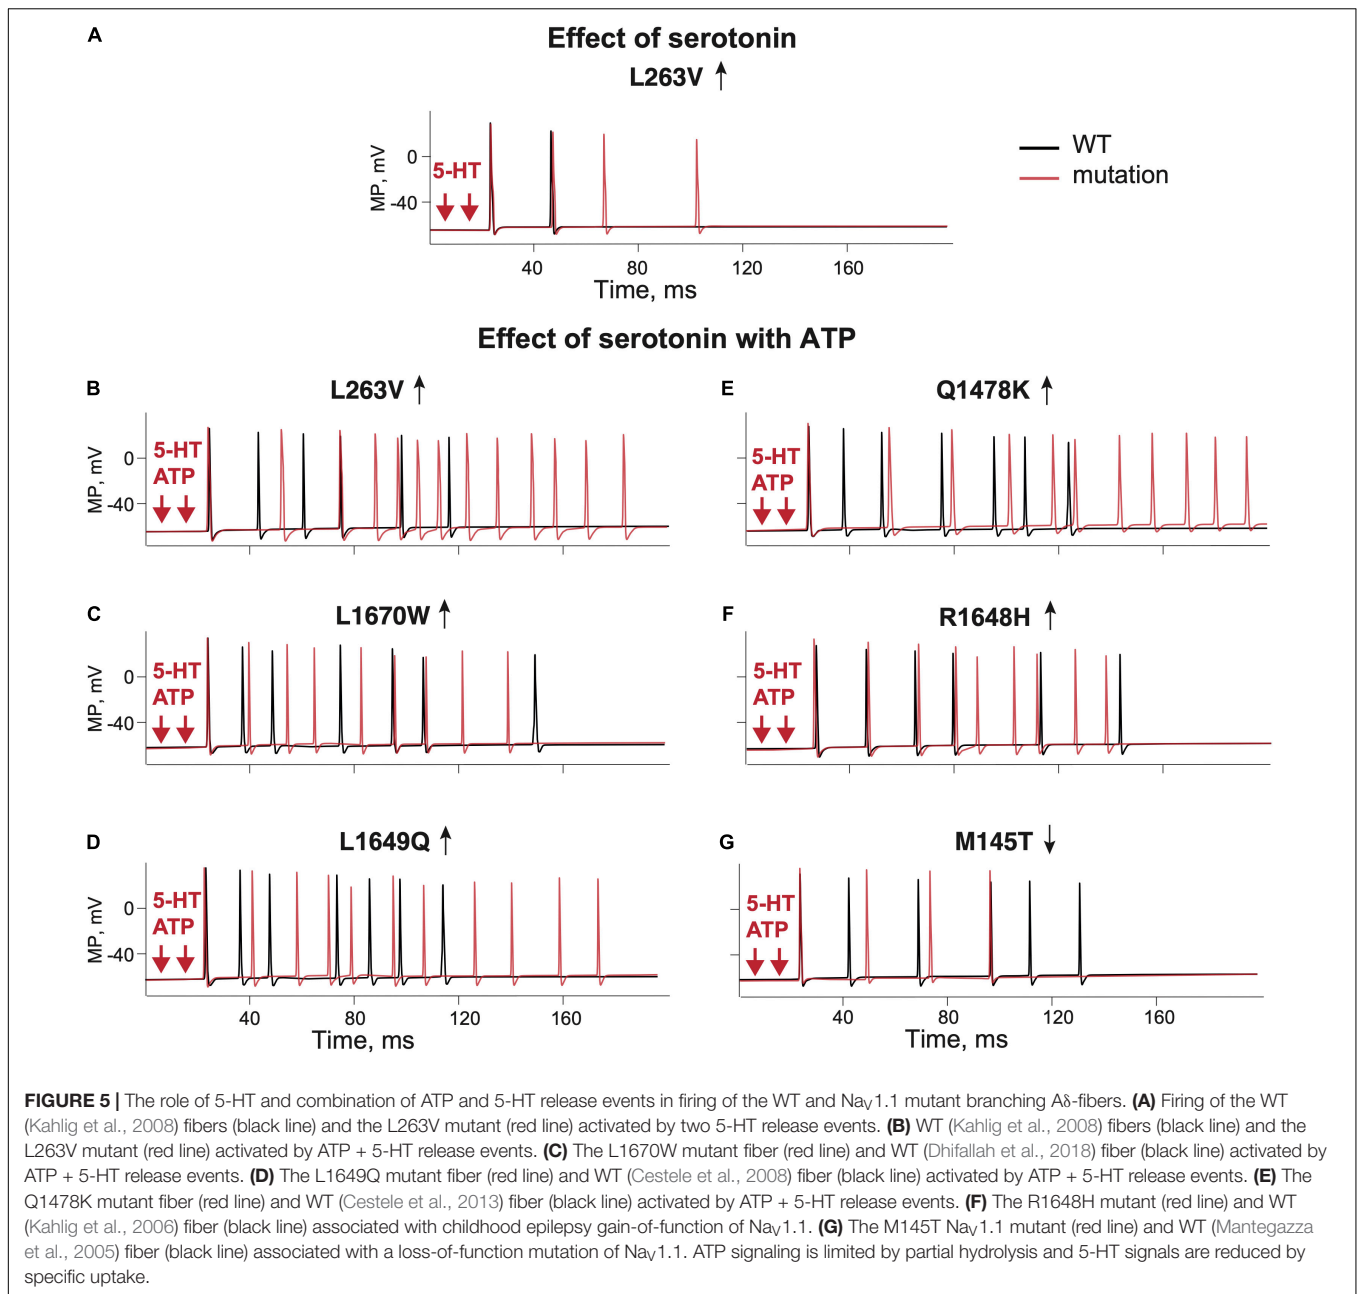 A
Effect of serotonin
L263V ↑
MP, mV
0
-40
5-HT
WT
mutation
40 80 120 160
Time, ms
Effect of serotonin with ATP
B
L263V ↑
MP, mV
0
-40
5-HT
ATP
E
Q1478K ↑
5-HT
ATP
C
L1670W ↑
MP, mV
0
-40
5-HT
ATP
F
R1648H ↑
5-HT
ATP
D
L1649Q ↑
MP, mV
0
-40
5-HT
ATP
40 80 120 160
Time, ms
G
M145T ↓
5-HT
ATP
40 80 120 160
Time, ms
FIGURE 5 | The role of 5-HT and combination of ATP and 5-HT release events in firing of the WT and NaV1.1 mutant branching Aδ-fibers. (A) Firing of the WT
(Kahlig et al., 2008) fibers (black line) and the L263V mutant (red line) activated by two 5-HT release events. (B) WT (Kahlig et al., 2008) fibers (black line) and the
L263V mutant (red line) activated by ATP + 5-HT release events. (C) The L1670W mutant fiber (red line) and WT (Dhifallah et al., 2018) fiber (black line) activated by
ATP + 5-HT release events. (D) The L1649Q mutant fiber (red line) and WT (Cestele et al., 2008) fiber (black line) activated by ATP + 5-HT release events. (E) The
Q1478K mutant fiber (red line) and WT (Cestele et al., 2013) fiber (black line) activated by ATP + 5-HT release events. (F) The R1648H mutant (red line) and WT
(Kahlig et al., 2006) fiber (black line) associated with childhood epilepsy gain-of-function of NaV1.1. (G) The M145T NaV1.1 mutant (red line) and WT (Mantegazza
et al., 2005) fiber (black line) associated with a loss-of-function mutation of NaV1.1. ATP signaling is limited by partial hydrolysis and 5-HT signals are reduced by
specific uptake.